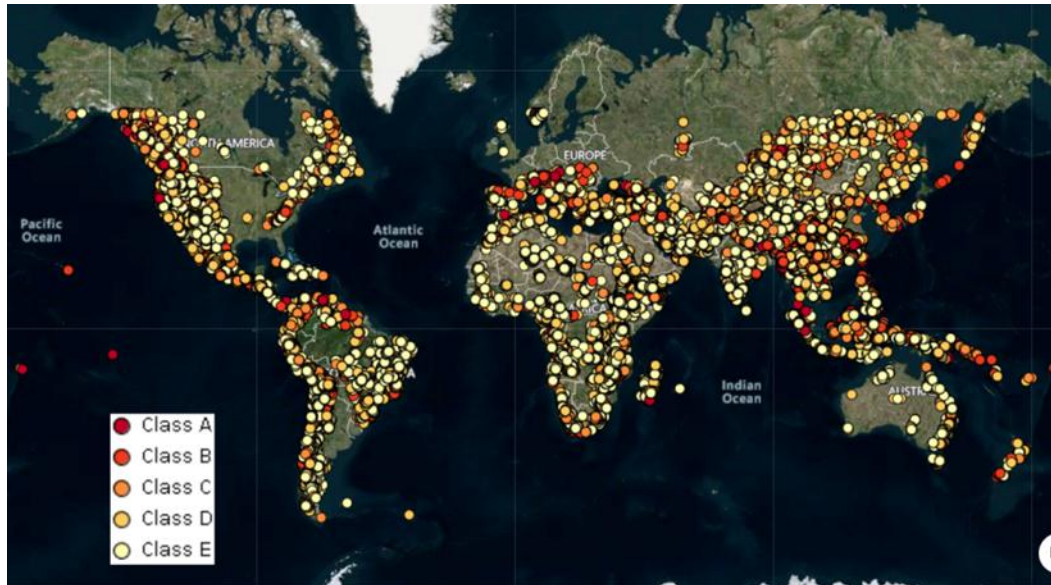 NORTH AMERICA
EUROPE
Pacific
Ocean
Atlantic
Ocean
Indian
Ocean
Class A
Class B
Class C
Class D
Class E